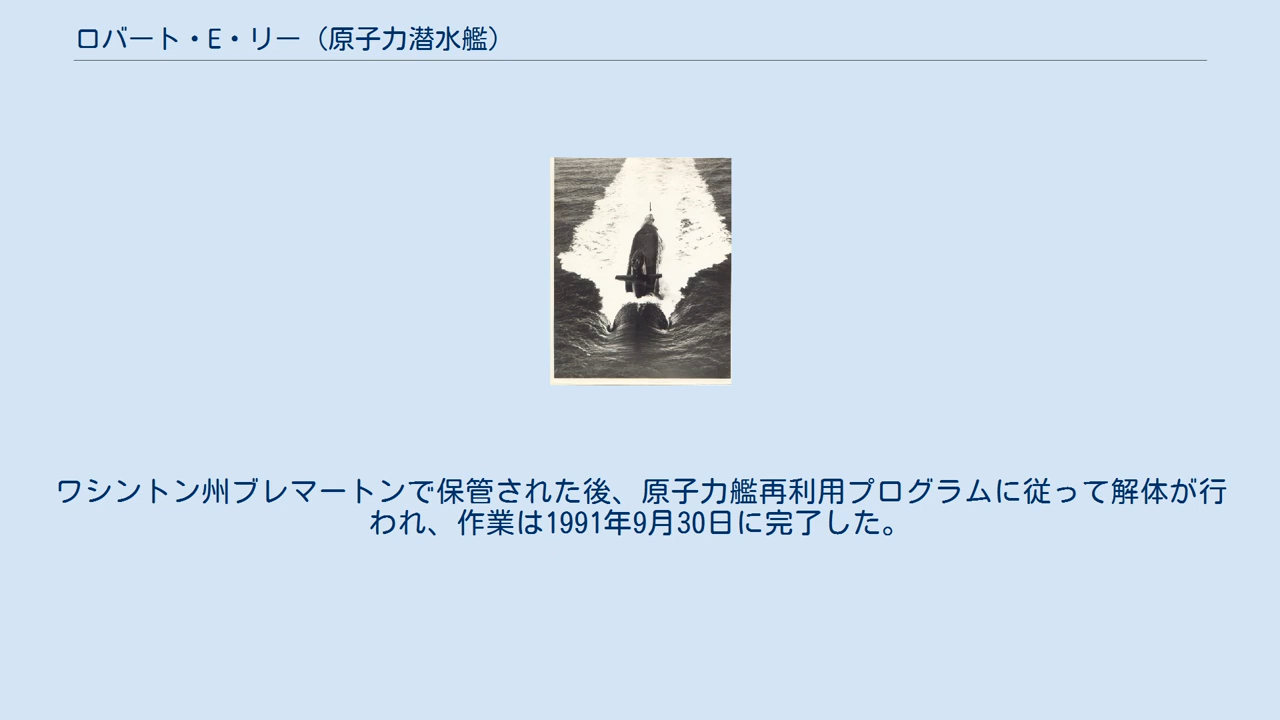 ロバート・E・リー（原子力潜水艦）
ワシントン州ブレマートンで保管された後、原子力艦再利用プログラムに従って解体が行
われ、作業は1991年9月30日に完了した。